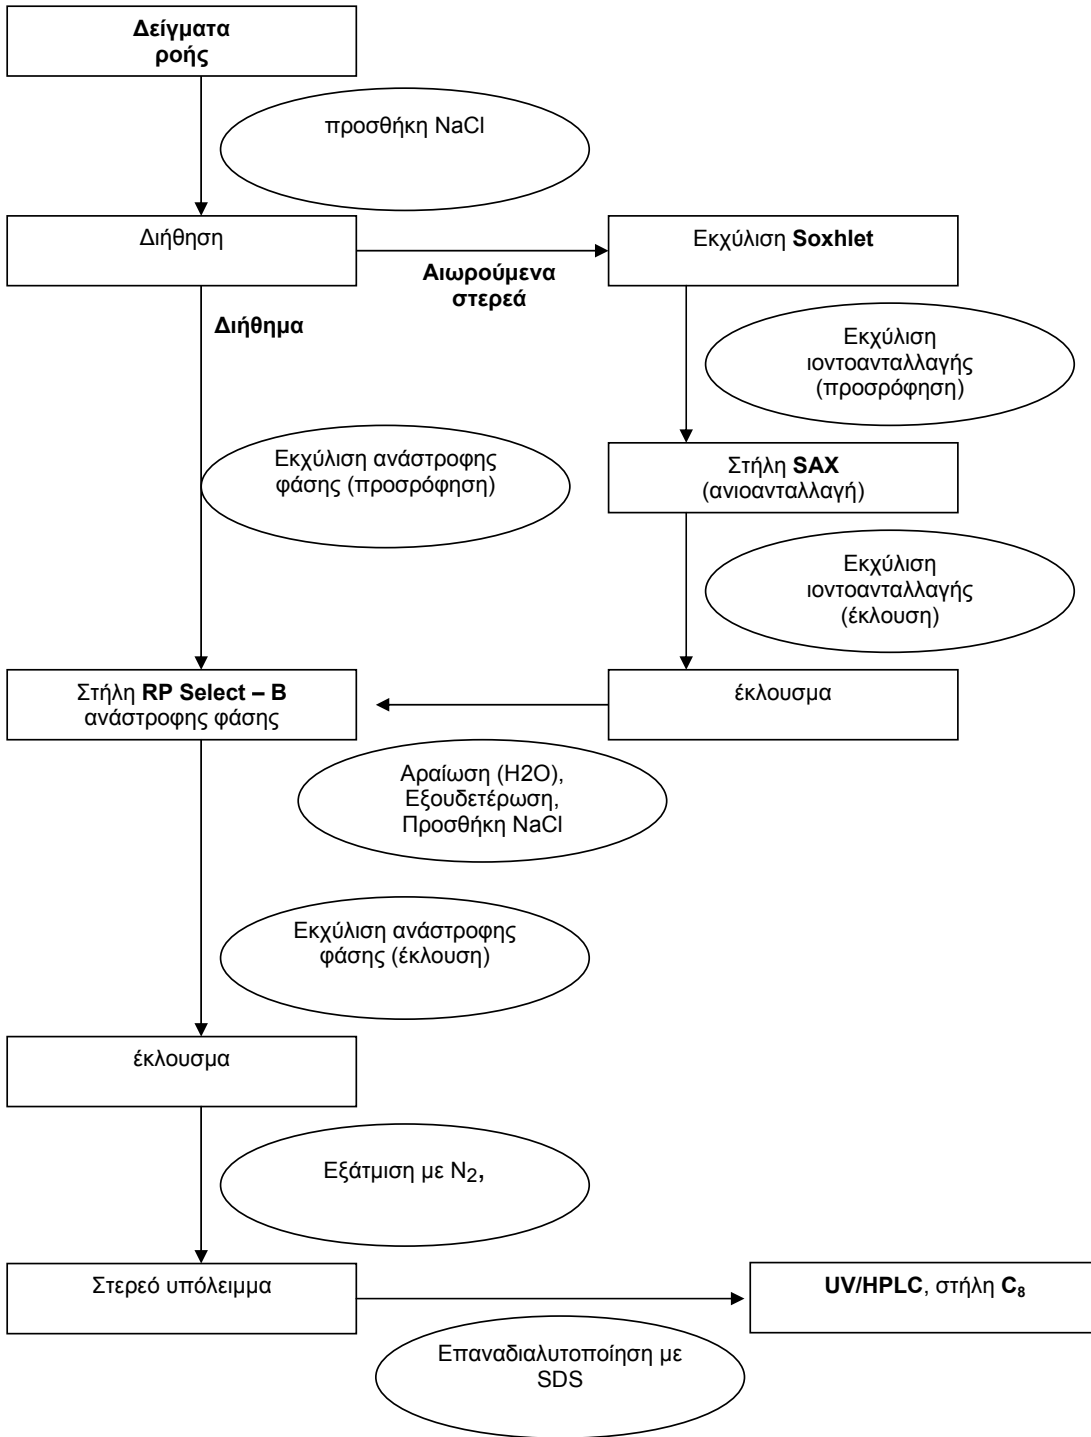 Δείγματα
ροής
προσθήκη NaCl
Διήθηση
Εκχύλιση Soxhlet
Αιωρούμενα
στερεά
Διήθημα
Εκχύλιση
ιοντοανταλλαγής
(προσρόφηση)
Εκχύλιση ανάστροφης
φάσης (προσρόφηση)
Στήλη SAX
(ανιοανταλλαγή)
Εκχύλιση
ιοντοανταλλαγής
(έκλουση)
Στήλη RP Select – B
ανάστροφης φάσης
έκλουσμα
Αραίωση (H2O),
Εξουδετέρωση,
Προσθήκη NaCl
Εκχύλιση ανάστροφης
φάσης (έκλουση)
έκλουσμα
Εξάτμιση με N2,
Στερεό υπόλειμμα
UV/HPLC, στήλη C8
Επαναδιαλυτοποίηση με
SDS